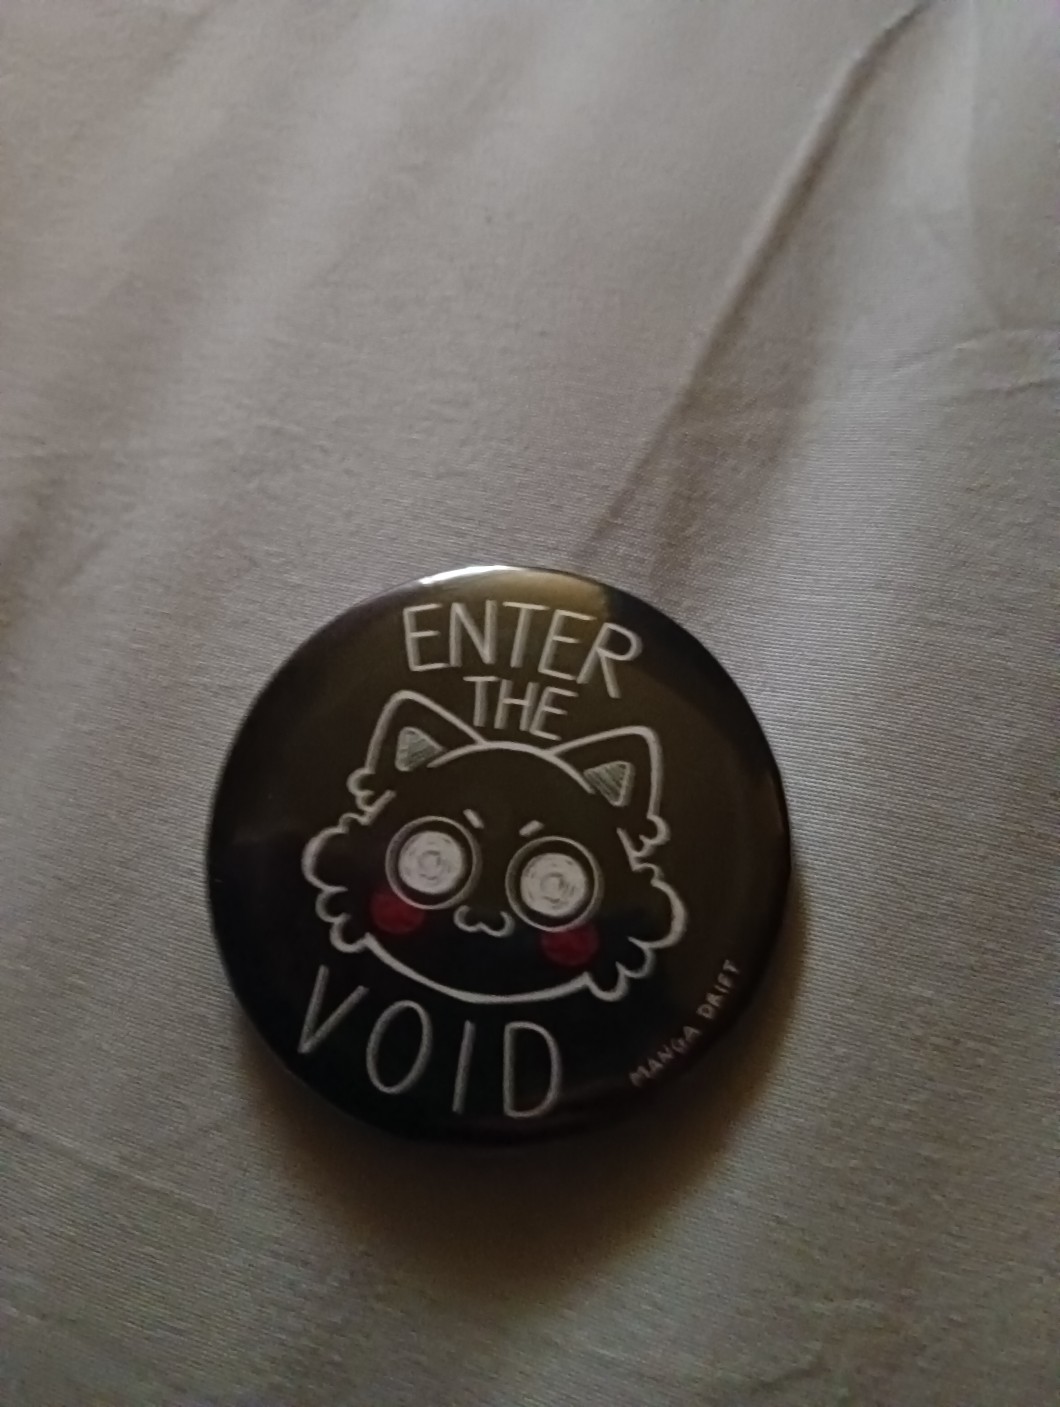 ENTER
THE
VOID
MANGA DRIFT